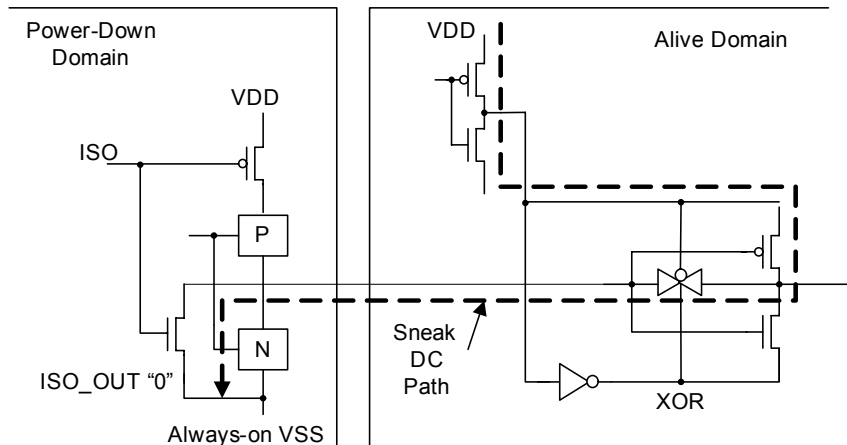 Power-Down
Domain
VDD
ISO
P
N
ISO_OUT “0”
Always-on VSS
VDD
Alive Domain
Sneak
DC
Path
XOR